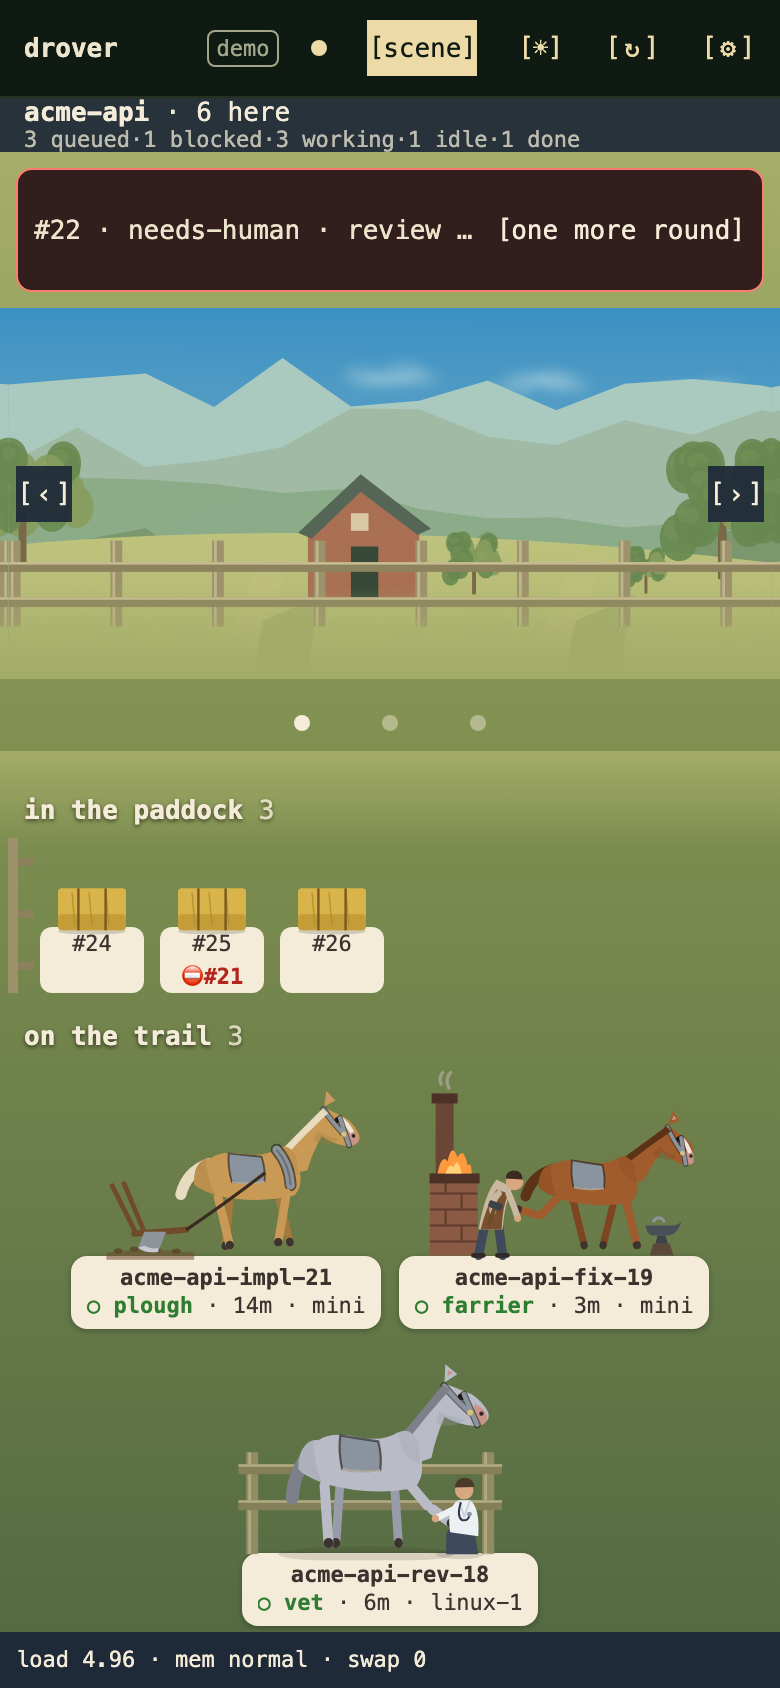 drover demo [scene] [☀] [↻] [⚙]
acme-api · 6 here
3 queued·1 blocked·3 working·1 idle·1 done
#22 · needs-human · review … [one more round]
[‹] [›]
in the paddock 3
#24 #25 #26
⛔#21
on the trail 3
acme-api-impl-21 acme-api-fix-19
○ plough · 14m · mini ○ farrier · 3m · mini
acme-api-rev-18
○ vet · 6m · linux-1
load 4.96 · mem normal · swap 0